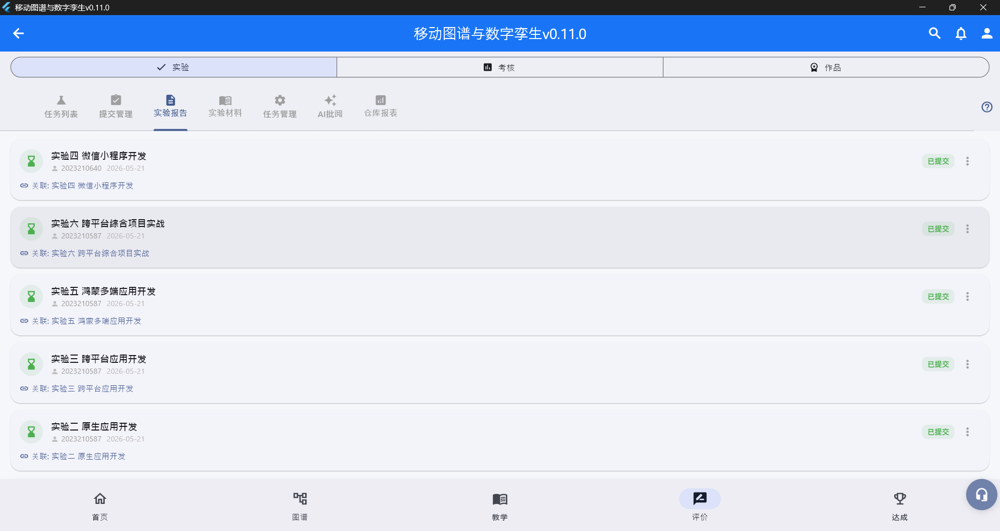 移动图谱与数字孪生v0.11.0
移动图谱与数字孪生v0.11.0
实验
考核
作品
任务列表
提交管理
实验报告
实验材料
任务管理
AI批阅
仓库报表
实验四 微信小程序开发
2023210640 2026-05-21
已提交
关联: 实验四 微信小程序开发
实验六 跨平台综合项目实战
2023210587 2026-05-21
已提交
关联: 实验六 跨平台综合项目实战
实验五 鸿蒙多端应用开发
2023210587 2026-05-21
已提交
关联: 实验五 鸿蒙多端应用开发
实验三 跨平台应用开发
2023210587 2026-05-21
已提交
关联: 实验三 跨平台应用开发
实验二 原生应用开发
2023210587 2026-05-21
已提交
关联: 实验二 原生应用开发
首页
图谱
教学
评价
达成